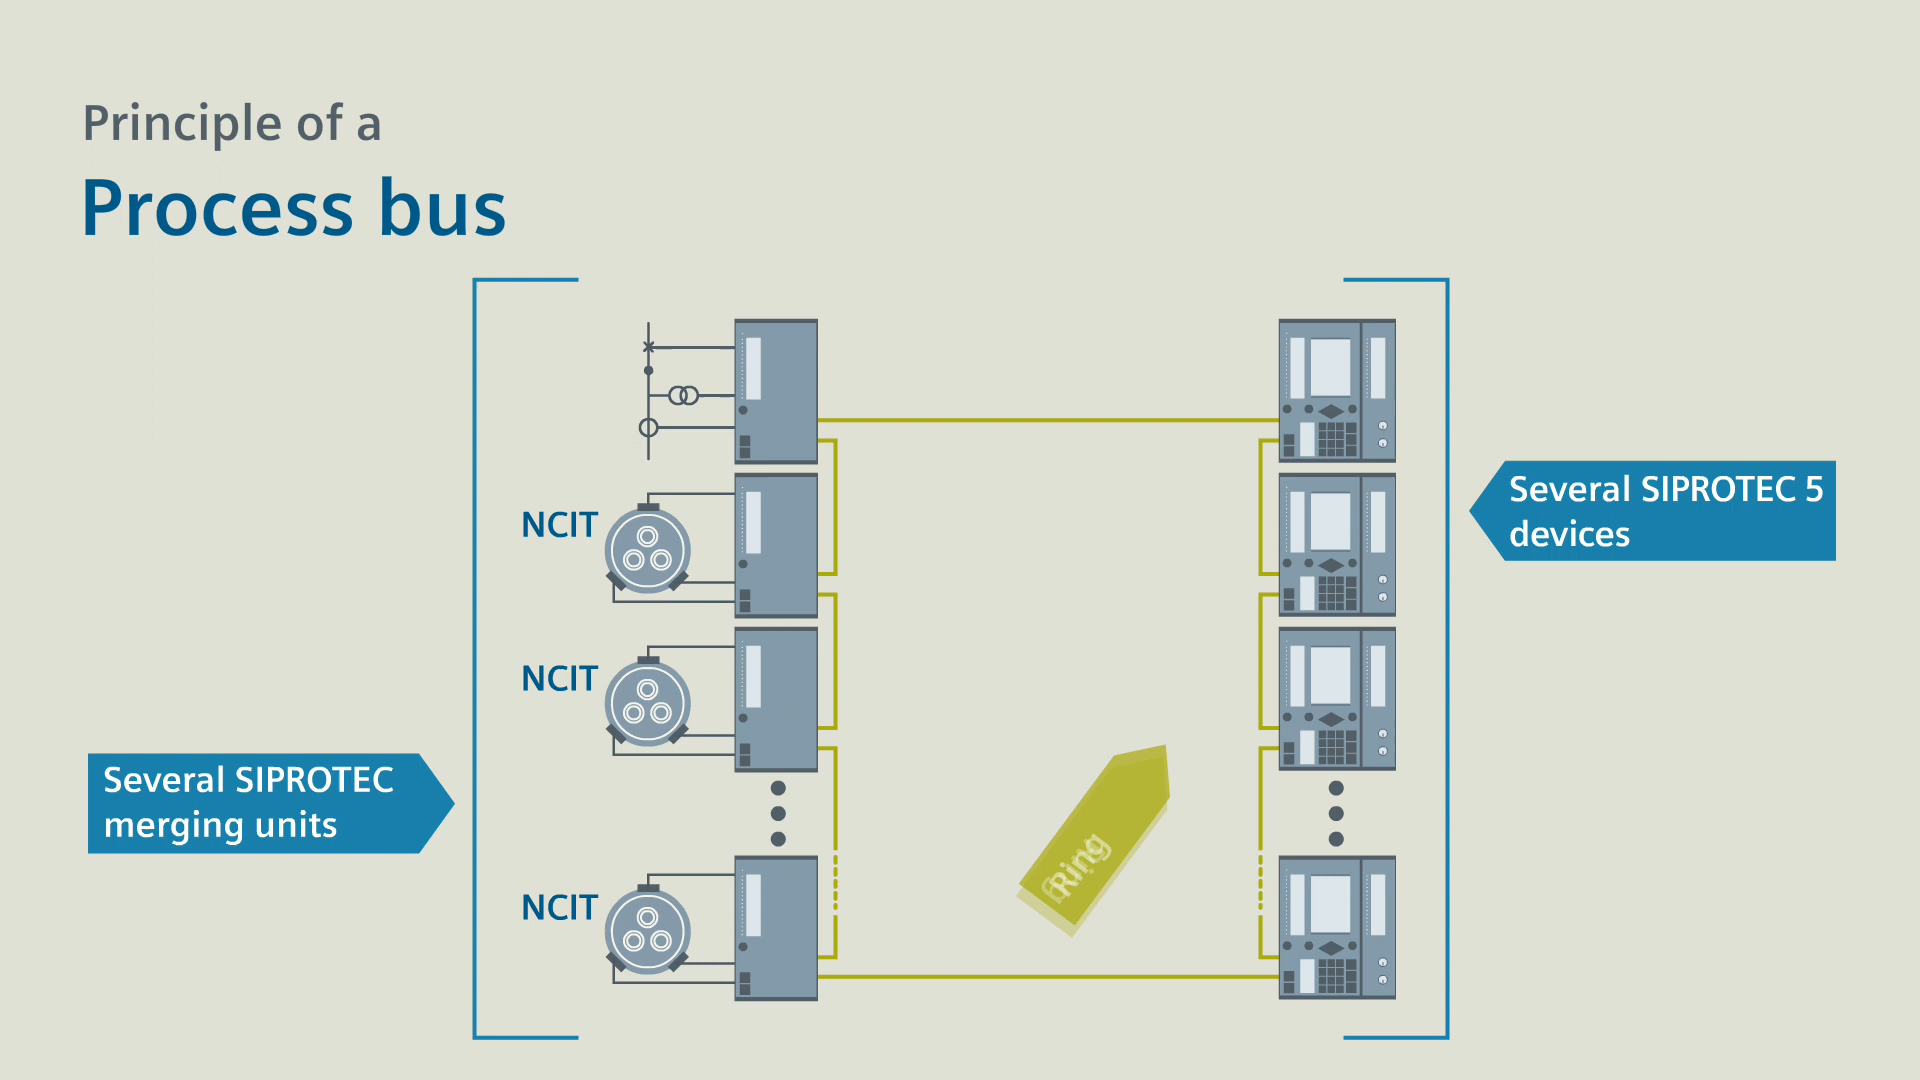 Principle of a
Process bus
NCIT
NCIT
NCIT
Several SIPROTEC 5
devices
Several SIPROTEC
merging units
Ring